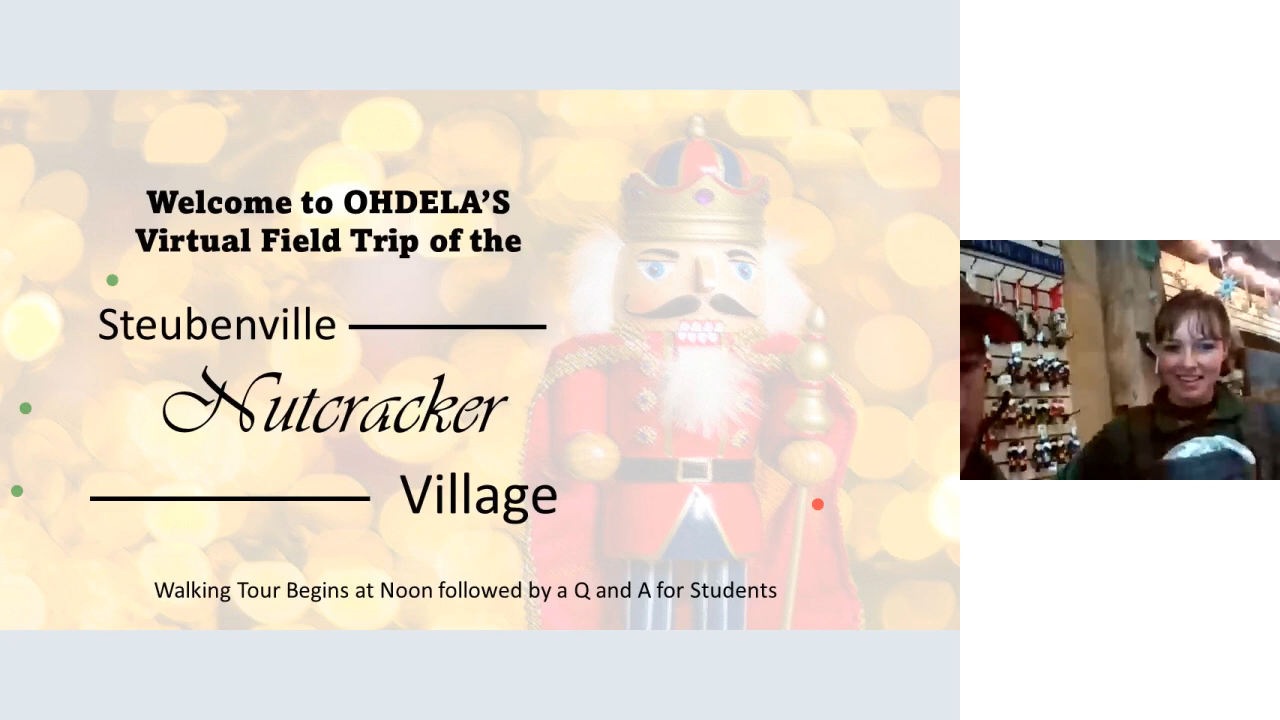 Welcome to OHDELA’S
Virtual Field Trip of the
Steubenville
Nutcracker
Village
Walking Tour Begins at Noon followed by a Q and A for Students